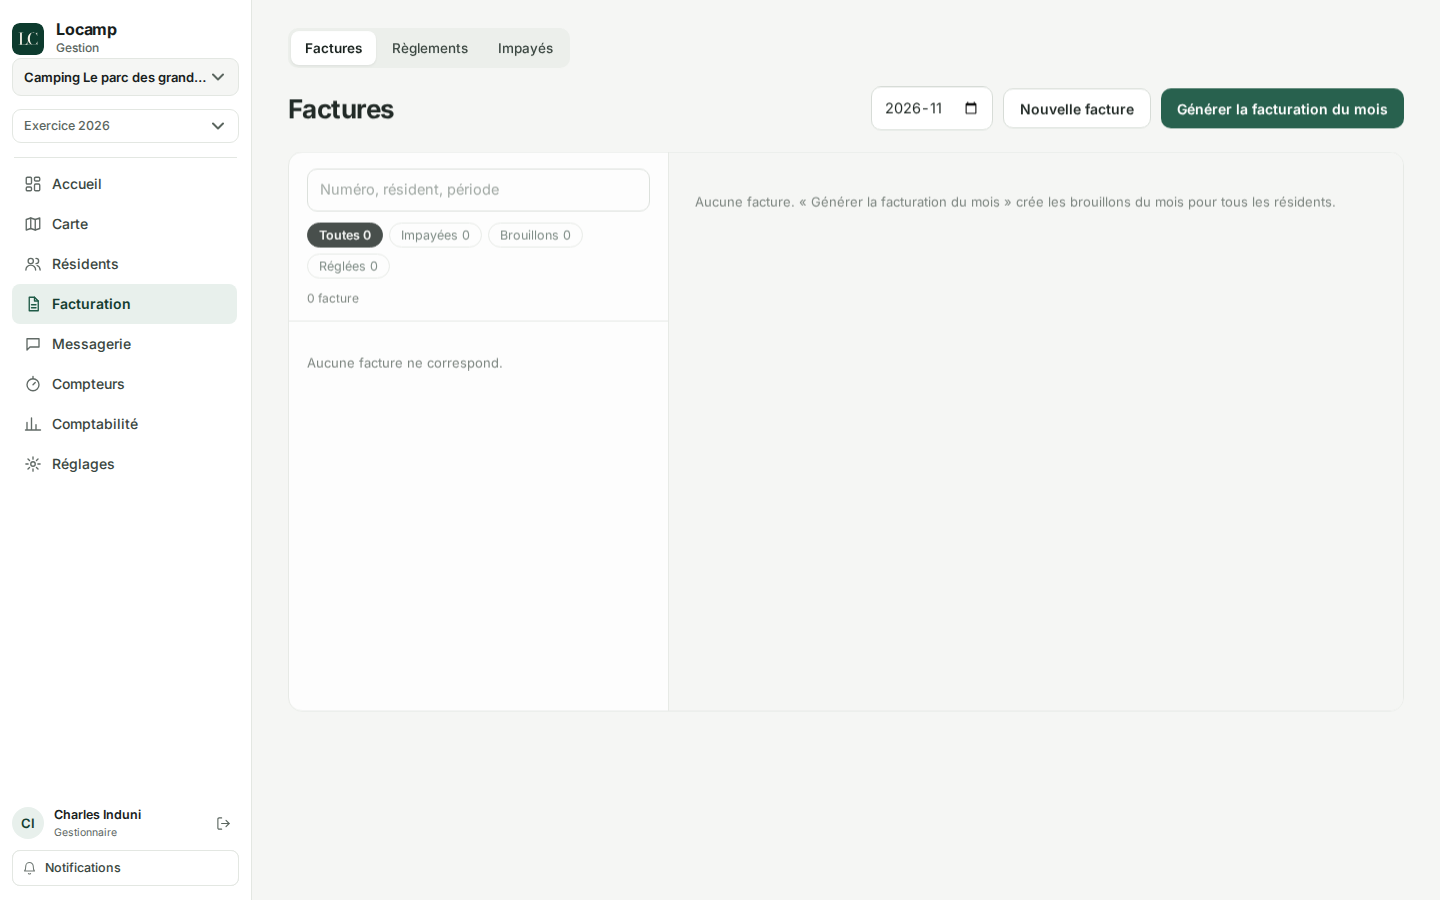 LC
Locamp
Gestion
Camping Le parc des grand...
Exercice 2026
Accueil
Carte
Résidents
Facturation
Messagerie
Compteurs
Comptabilité
Réglages
CI
Charles Induni
Gestionnaire
Notifications
Factures
Règlements
Impayés
Factures
2026-11
Nouvelle facture
Générer la facturation du mois
Numéro, résident, période
Toutes 0
Impayées 0
Brouillons 0
Réglées 0
0 facture
Aucune facture ne correspond.
Aucune facture. « Générer la facturation du mois » crée les brouillons du mois pour tous les résidents.